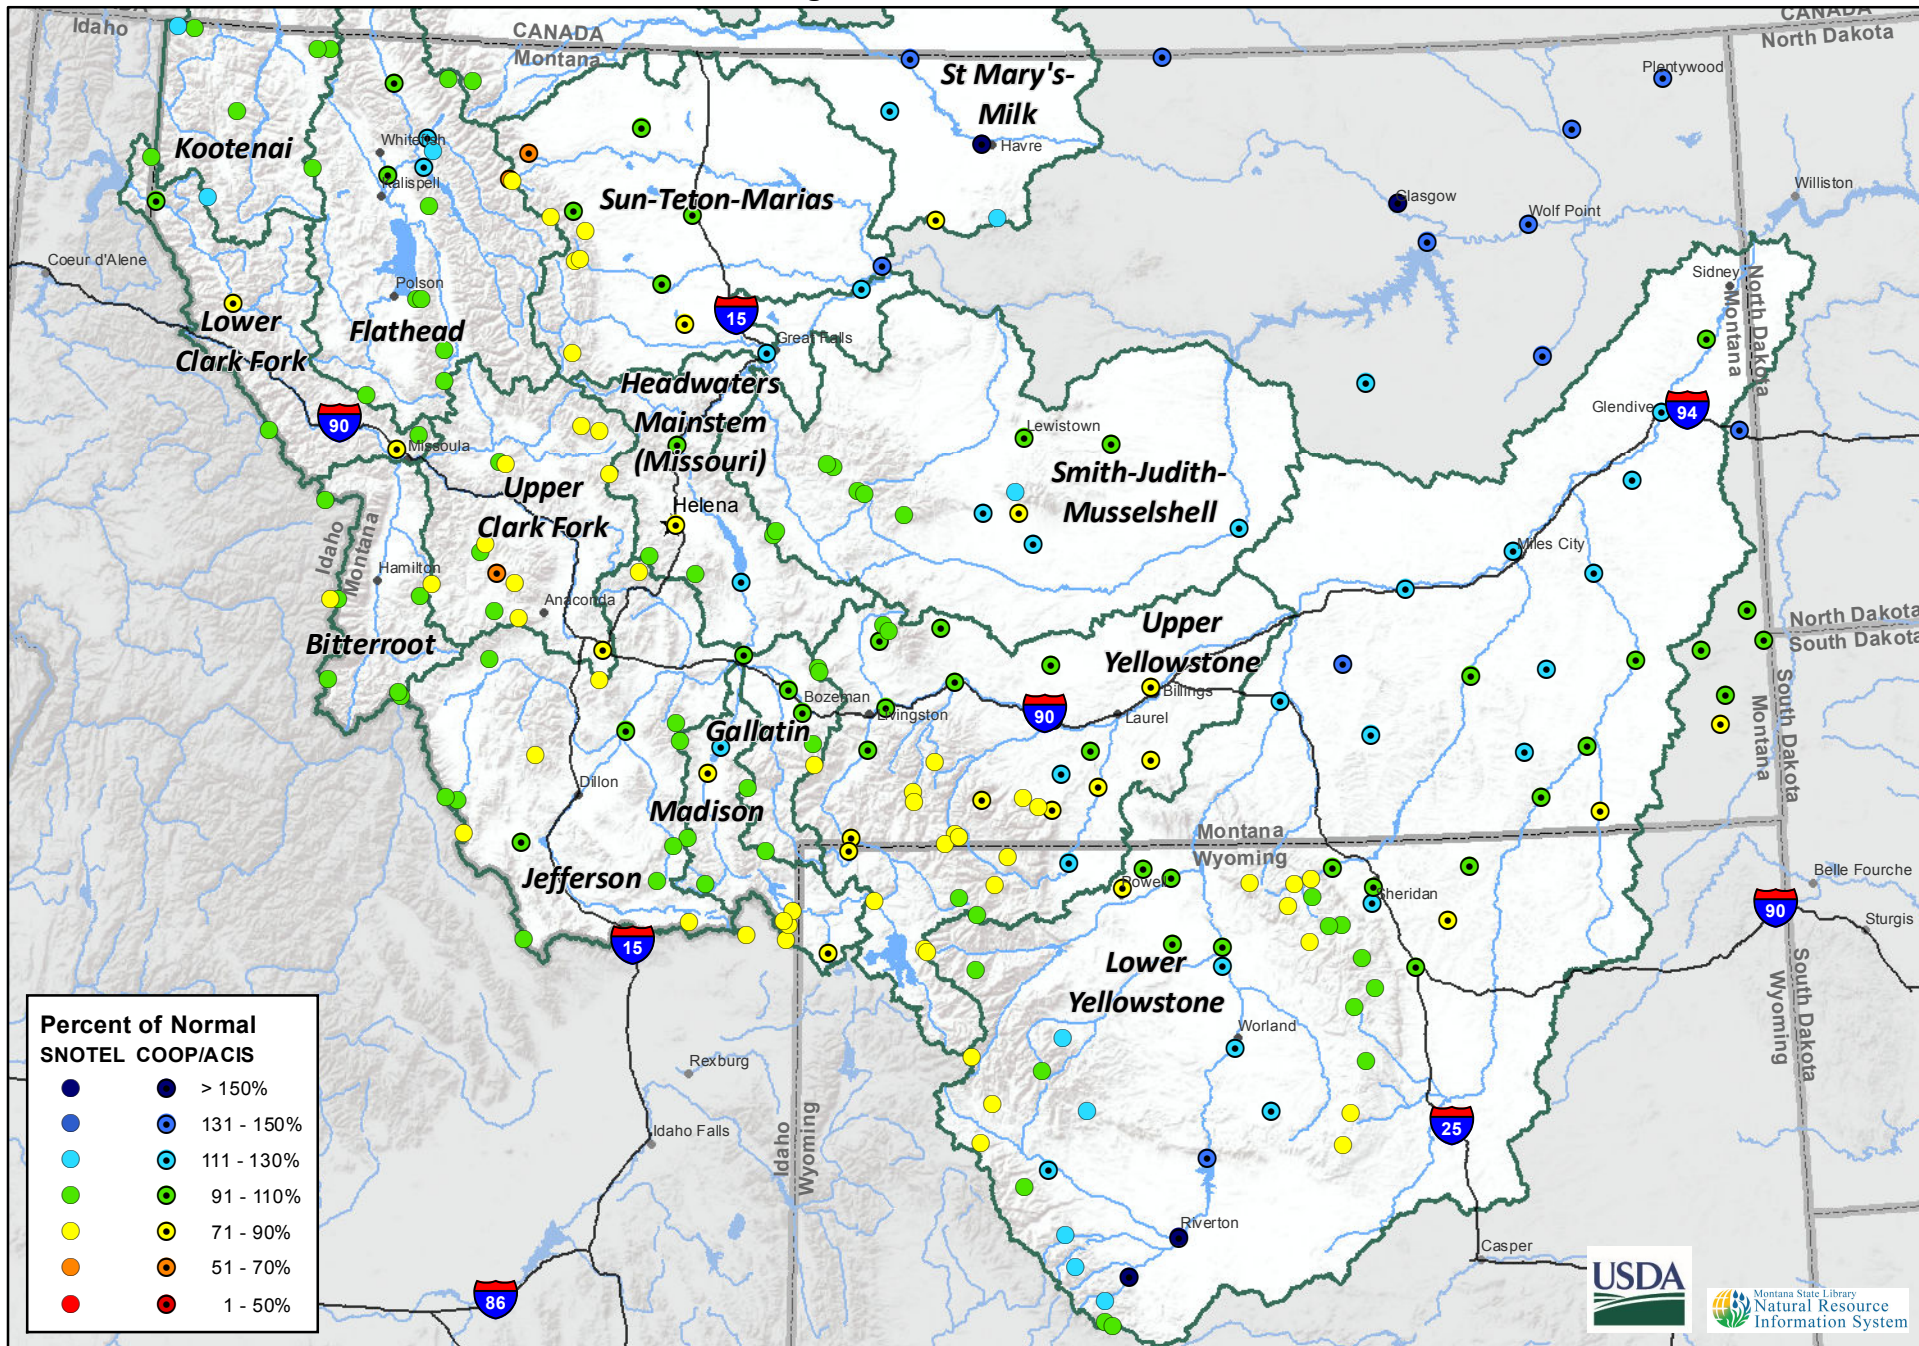 CANADA
Idaho
CANADA
Montana
CANADA
North Dakota
St Mary's-
Milk
Plentywood
Kootenai
Whitefish
Havre
Kalispell
Sun-Teton-Marias
Glasgow
Wolf Point
Williston
Coeur d'Alene
Polson
Sidney
North Dakota
Montana
Lower
Clark Fork
Flathead
15
Great Falls
Headwaters
Mainstem
(Missouri)
90
Missoula
Lewistown
Glendive
94
Smith-Judith-
Musselshell
Upper
Clark Fork
Helena
Idaho
Montana
Hamilton
Anaconda
Miles City
Bitterroot
Upper
Yellowstone
North Dakota
South Dakota
Bozeman
Livingston
90
Billings
Laurel
Gallatin
South Dakota
Montana
Dillon
Madison
Montana
Wyoming
Jefferson
Powell
Sheridan
Belle Fourche
90
Sturgis
15
Lower
Yellowstone
South Dakota
Wyoming
Worland
Rexburg
Idaho Falls
Idaho
Wyoming
25
Riverton
Casper
86
Percent of Normal
SNOTEL COOP/ACIS
> 150%
131 - 150%
111 - 130%
91 - 110%
71 - 90%
51 - 70%
1 - 50%
USDA
Montana State Library
Natural Resource
Information System